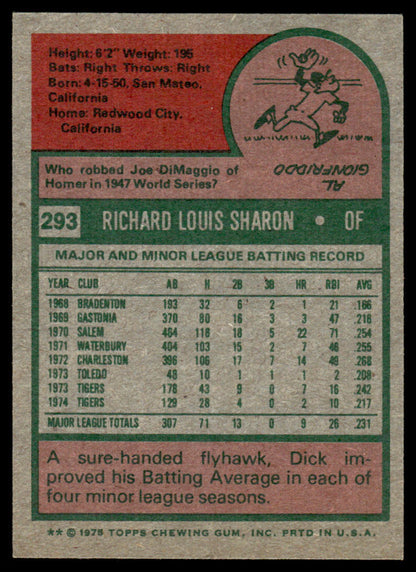 Height: 6'2" Weight: 195
Bats: Right Throws: Right
Born: 4-15-50, San Mateo,
California
Home: Redwood City,
California
Who robbed Joe DiMaggio of
Homer in 1947 World Series?
AL
GIONFRIDDO
293 RICHARD LOUIS SHARON • OF
MAJOR AND MINOR LEAGUE BATTING RECORD
YEAR CLUB AB H 2B 3B HR RBI AVG
1968 BRADENTON 193 32 6 2 1 21 .166
1969 GASTONIA 370 80 16 3 3 47 .216
1970 SALEM 464 118 18 5 22 71 .254
1971 WATERBURY 404 103 15 2 7 46 .255
1972 CHARLESTON 396 106 17 7 14 49 .268
1973 TOLEDO 48 10 1 1 1 2 .208
1973 TIGERS 178 43 9 0 7 16 .242
1974 TIGERS 129 28 4 0 2 10 .217
MAJOR LEAGUE TOTALS 307 71 13 0 9 26 .231
A sure-handed flyhawk, Dick im-
proved his Batting Average in each of
four minor league seasons.
** © 1975 TOPPS CHEWING GUM, INC. PRTD IN U.S.A.